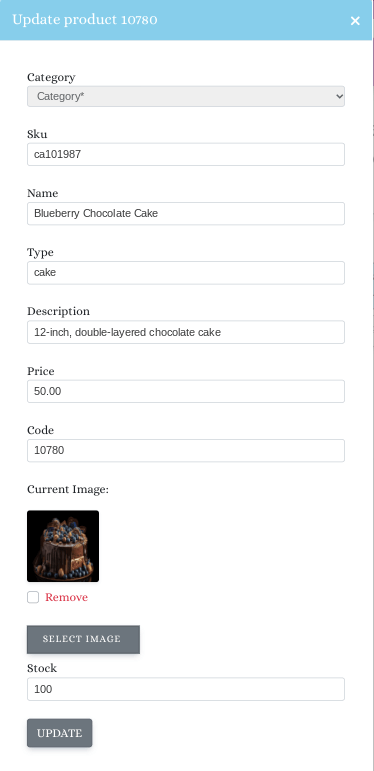 Update product 10780 ×
Category
Category*
Sku
ca101987
Name
Blueberry Chocolate Cake
Type
cake
Description
12-inch, double-layered chocolate cake
Price
50.00
Code
10780
Current Image:
Remove
SELECT IMAGE
Stock
100
UPDATE